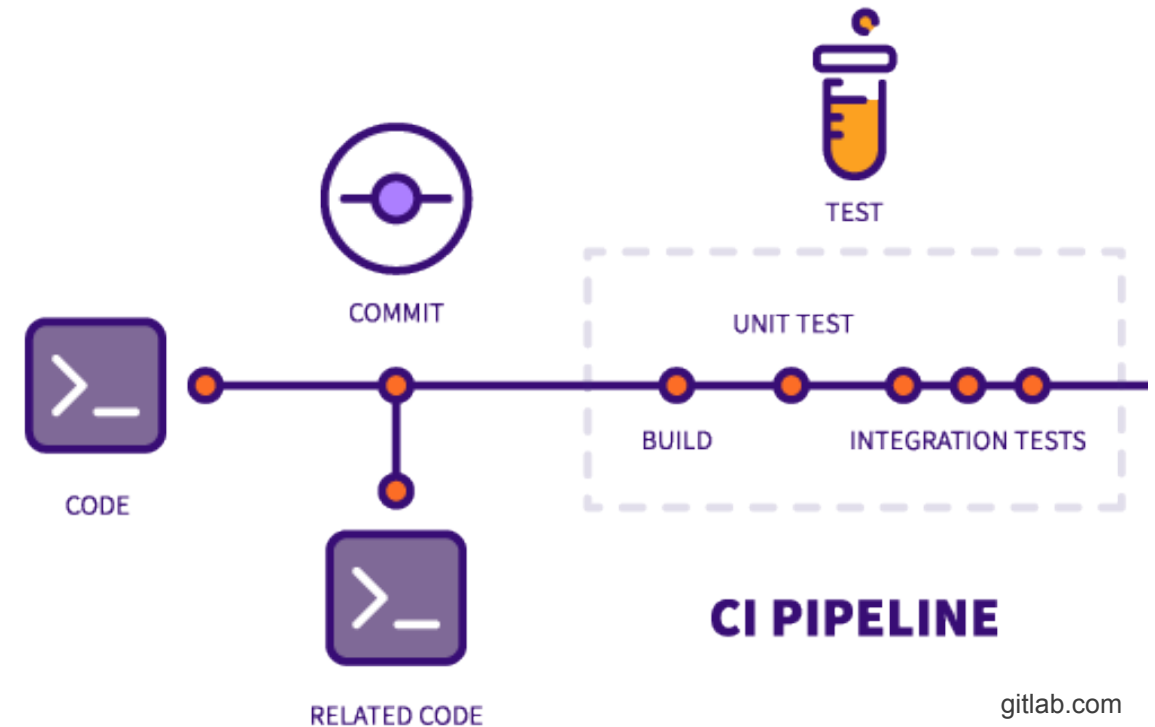 TEST
COMMIT
UNIT TEST
BUILD
INTEGRATION TESTS
CODE
CI PIPELINE
RELATED CODE
gitlab.com